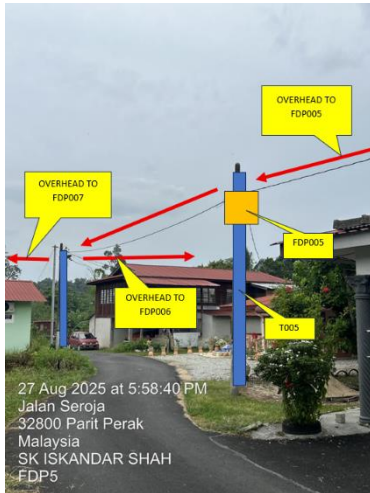 OVERHEAD TO
FDP005
OVERHEAD TO
FDP007
FDP005
OVERHEAD TO
FDP006
T005
27 Aug 2025 at 5:58:40 PM
Jalan Seroja
32800 Parit Perak
Malaysia
SK ISKANDAR SHAH
FDP5